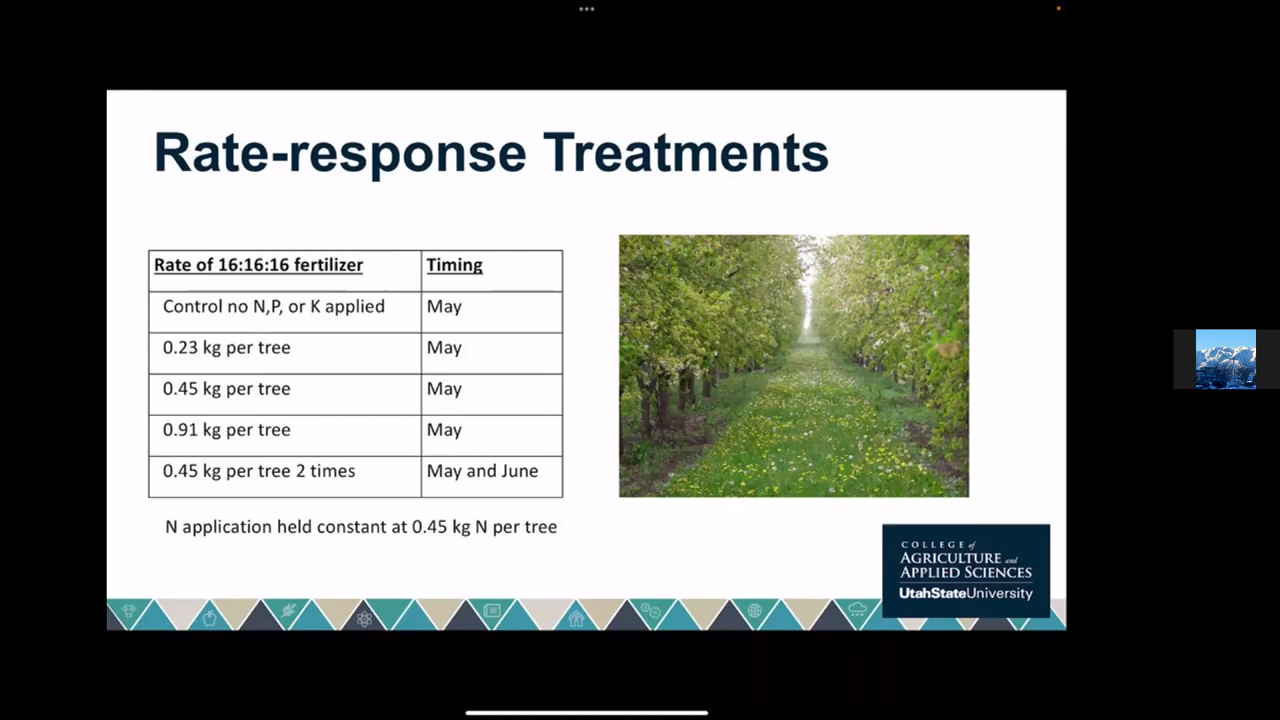 Rate-response Treatments
Rate of 16:16:16 fertilizer Timing
Control no N,P, or K applied May
0.23 kg per tree May
0.45 kg per tree May
0.91 kg per tree May
0.45 kg per tree 2 times May and June
N application held constant at 0.45 kg N per tree
COLLEGE of
AGRICULTURE and
APPLIED SCIENCES
UtahStateUniversity